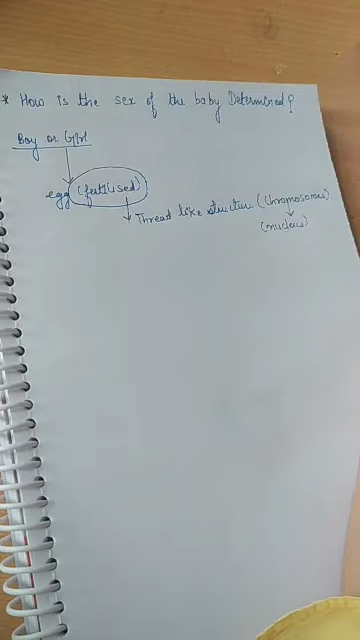 * How is the sex of the baby Determined?
Boy or Girl
egg (fertilised)
Thread like structure (Chromosomes)
(nucleus)